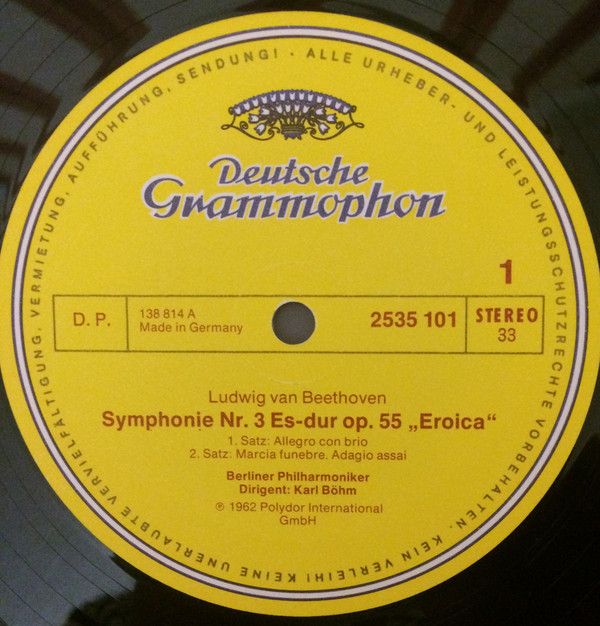 ALLE URHEBER- UND LEISTUNGSSCHUTZRECHTE VORBEHALTEN. KEIN VERLEIH! KEINE UNERLAUBTE VERVIELFÄLTIGUNG, VERMIETUNG, AUFFÜHRUNG, SENDUNG! ·
Deutsche
Grammophon
1
D. P.
138 814 A
Made in Germany
2535 101
STEREO
33
Ludwig van Beethoven
Symphonie Nr. 3 Es-dur op. 55 „Eroica“
1. Satz: Allegro con brio
2. Satz: Marcia funebre. Adagio assai
Berliner Philharmoniker
Dirigent: Karl Böhm
℗ 1962 Polydor International
GmbH